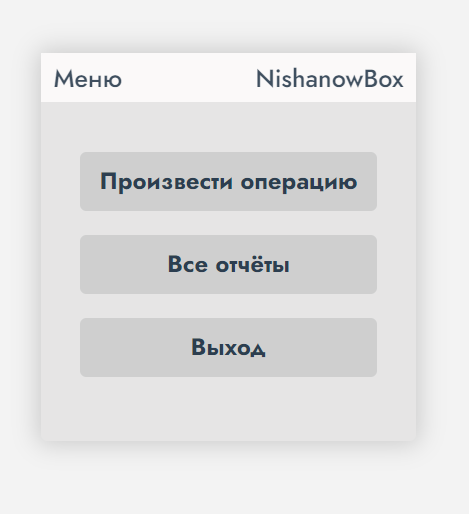 Меню NishanowBox
Произвести операцию
Все отчёты
Выход